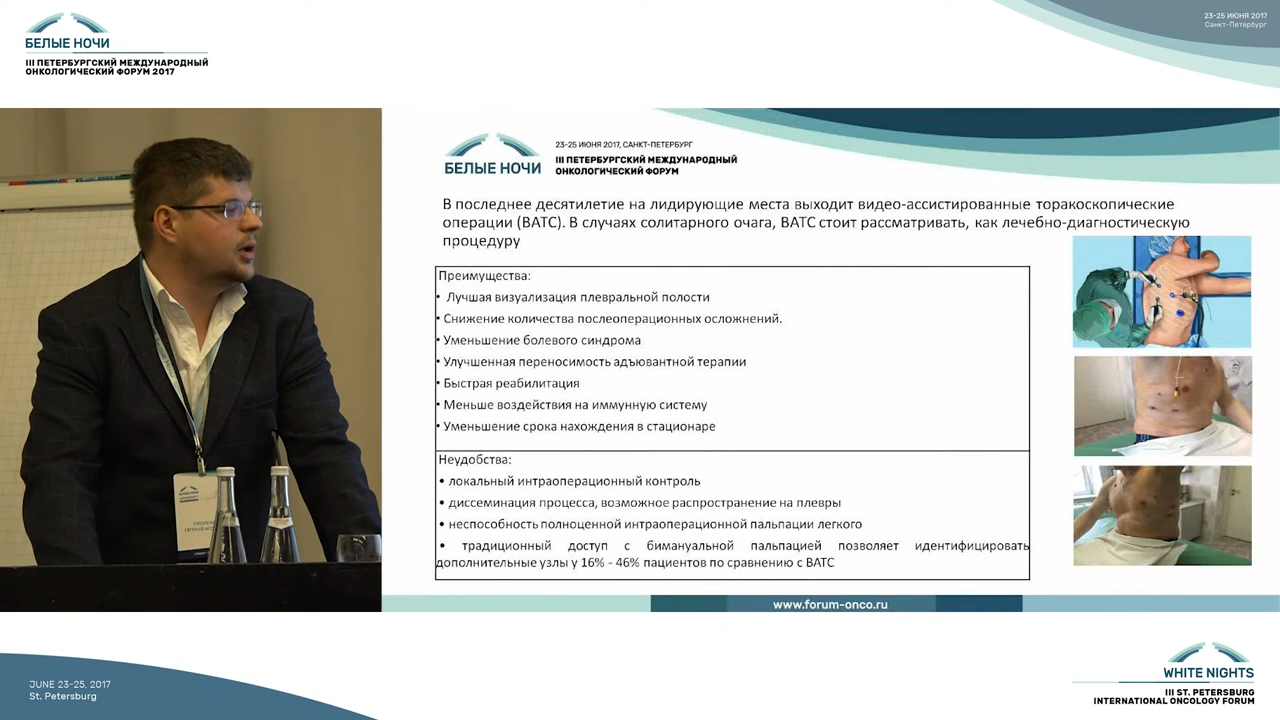 БЕЛЫЕ НОЧИ
III ПЕТЕРБУРГСКИЙ МЕЖДУНАРОДНЫЙ
ОНКОЛОГИЧЕСКИЙ ФОРУМ 2017
23-25 ИЮНЯ 2017
Санкт-Петербург
БЕЛЫЕ НОЧИ
23-25 ИЮНЯ 2017, САНКТ-ПЕТЕРБУРГ
III ПЕТЕРБУРГСКИЙ МЕЖДУНАРОДНЫЙ
ОНКОЛОГИЧЕСКИЙ ФОРУМ
В последнее десятилетие на лидирующие места выходит видео-ассистированные торакоскопические
операции (ВАТС). В случаях солитарного очага, ВАТС стоит рассматривать, как лечебно-диагностическую
процедуру
Преимущества:
• Лучшая визуализация плевральной полости
• Снижение количества послеоперационных осложнений.
• Уменьшение болевого синдрома
• Улучшенная переносимость адъювантной терапии
• Быстрая реабилитация
• Меньше воздействия на иммунную систему
• Уменьшение срока нахождения в стационаре
Неудобства:
• локальный интраоперационный контроль
• диссеминация процесса, возможное распространение на плевры
• неспособность полноценной интраоперационной пальпации легкого
• традиционный доступ с бимануальной пальпацией позволяет идентифицировать
дополнительные узлы у 16% - 46% пациентов по сравнению с ВАТС
www.forum-onco.ru
JUNE 23-25, 2017
St. Petersburg
WHITE NIGHTS
III ST. PETERSBURG
INTERNATIONAL ONCOLOGY FORUM